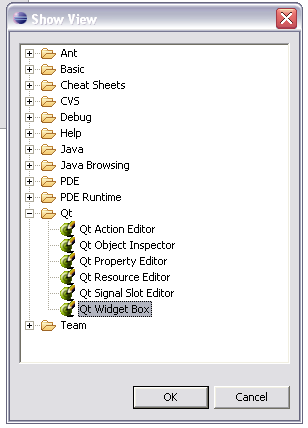 Show View
Ant
Basic
Cheat Sheets
CVS
Debug
Help
Java
Java Browsing
PDE
PDE Runtime
Qt
Qt Action Editor
Qt Object Inspector
Qt Property Editor
Qt Resource Editor
Qt Signal Slot Editor
Qt Widget Box
Team
OK
Cancel